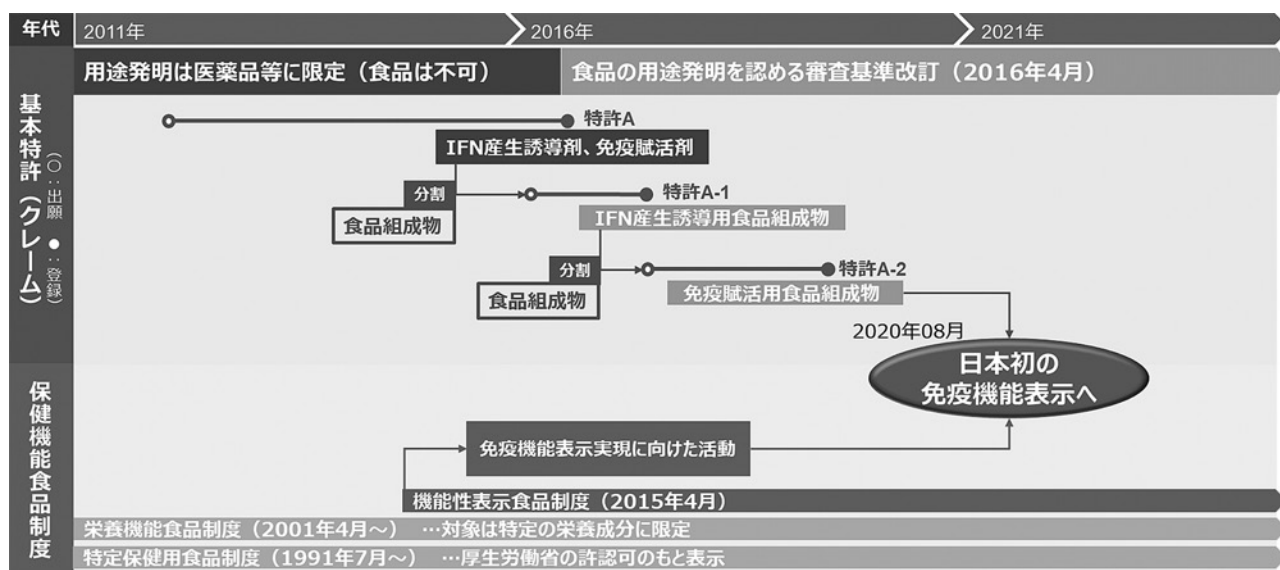 年代
2011年
2016年
2021年
基本特許（クレーム）
（○：出願 ●：登録）
用途発明は医薬品等に限定（食品は不可）
食品の用途発明を認める審査基準改訂（2016年4月）
特許A
IFN産生誘導剤、免疫賦活剤
分割
特許A-1
食品組成物
IFN産生誘導用食品組成物
分割
特許A-2
食品組成物
免疫賦活用食品組成物
2020年08月
日本初の
免疫機能表示へ
保健機能食品制度
免疫機能表示実現に向けた活動
機能性表示食品制度（2015年4月）
栄養機能食品制度（2001年4月～） …対象は特定の栄養成分に限定
特定保健用食品制度（1991年7月～） …厚生労働省の許認可のもと表示